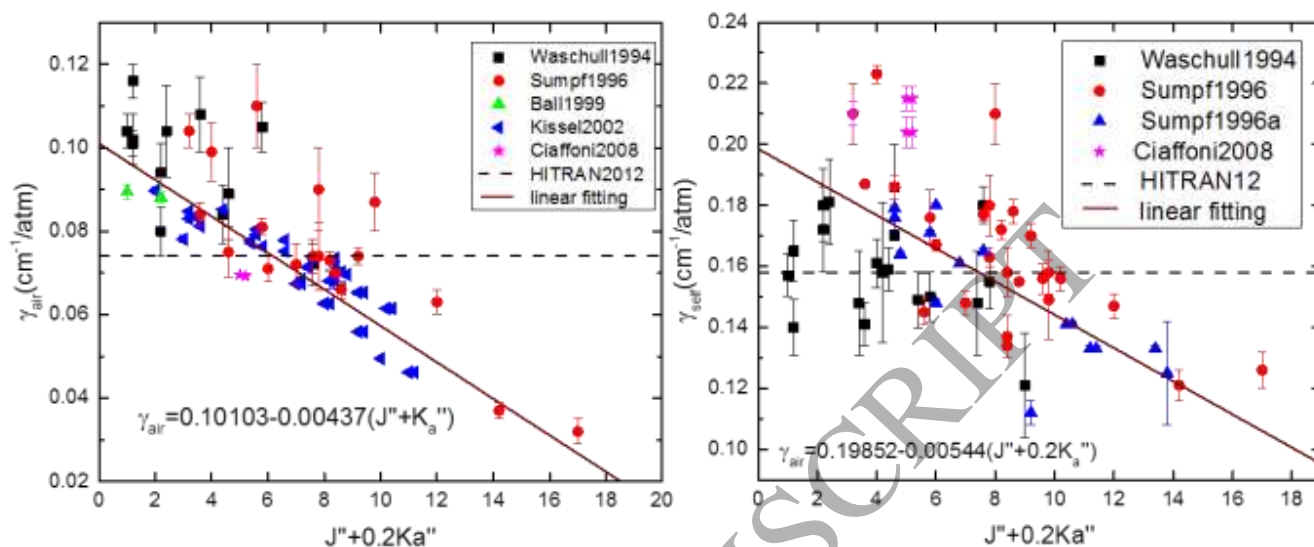 Waschull1994
Sumpf1996
Ball1999
Kissel2002
Ciaffoni2008
HITRAN2012
linear fitting
0.12
0.10
0.08
0.06
0.04
0.02
γair(cm⁻¹/atm)
γair=0.10103-0.00437(J"+Ka")
0 2 4 6 8 10 12 14 16 18 20
J"+0.2Ka"
Waschull1994
Sumpf1996
Sumpf1996a
Ciaffoni2008
HITRAN12
linear fitting
0.24
0.22
0.20
0.18
0.16
0.14
0.12
0.10
γself(cm⁻¹/atm)
γair=0.19852-0.00544(J"+0.2Ka")
0 2 4 6 8 10 12 14 16 18
J"+0.2Ka"
SCRIPT